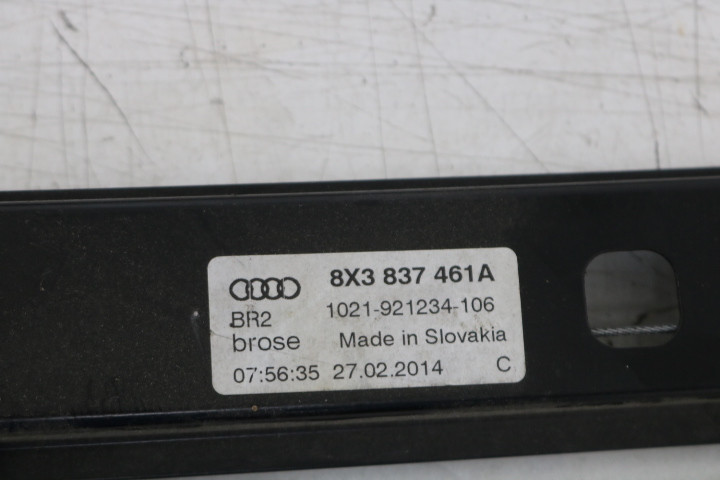 8X3 837 461A
BR2 1021-921234-106
brose Made in Slovakia
07:56:35 27.02.2014 C